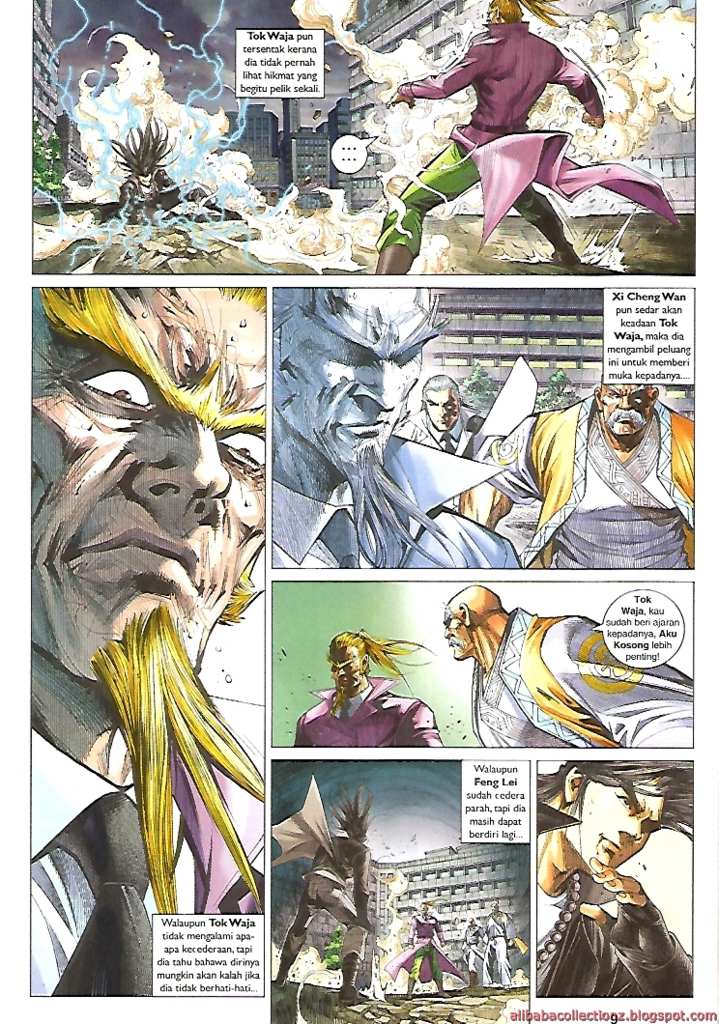 Tok Waja pun
tersentak kerana
dia tidak pernah
lihat hikmat yang
begitu pelik sekali.
...
Xi Cheng Wan
pun sedar akan
keadaan Tok
Waja, maka dia
mengambil peluang
ini untuk memberi
muka kepadanya....
Tok
Waja, kau
sudah beri ajaran
kepadanya, Aku
Kosong lebih
penting!
Walaupun Tok Waja
tidak mengalami apa-
apa kecederaan, tapi
dia tahu bahawa dirinya
mungkin akan kalah jika
dia tidak berhati-hati...
Walaupun
Feng Lei
sudah cedera
parah, tapi dia
masih dapat
berdiri lagi...
9
alibabacollectionz.blogspot.com